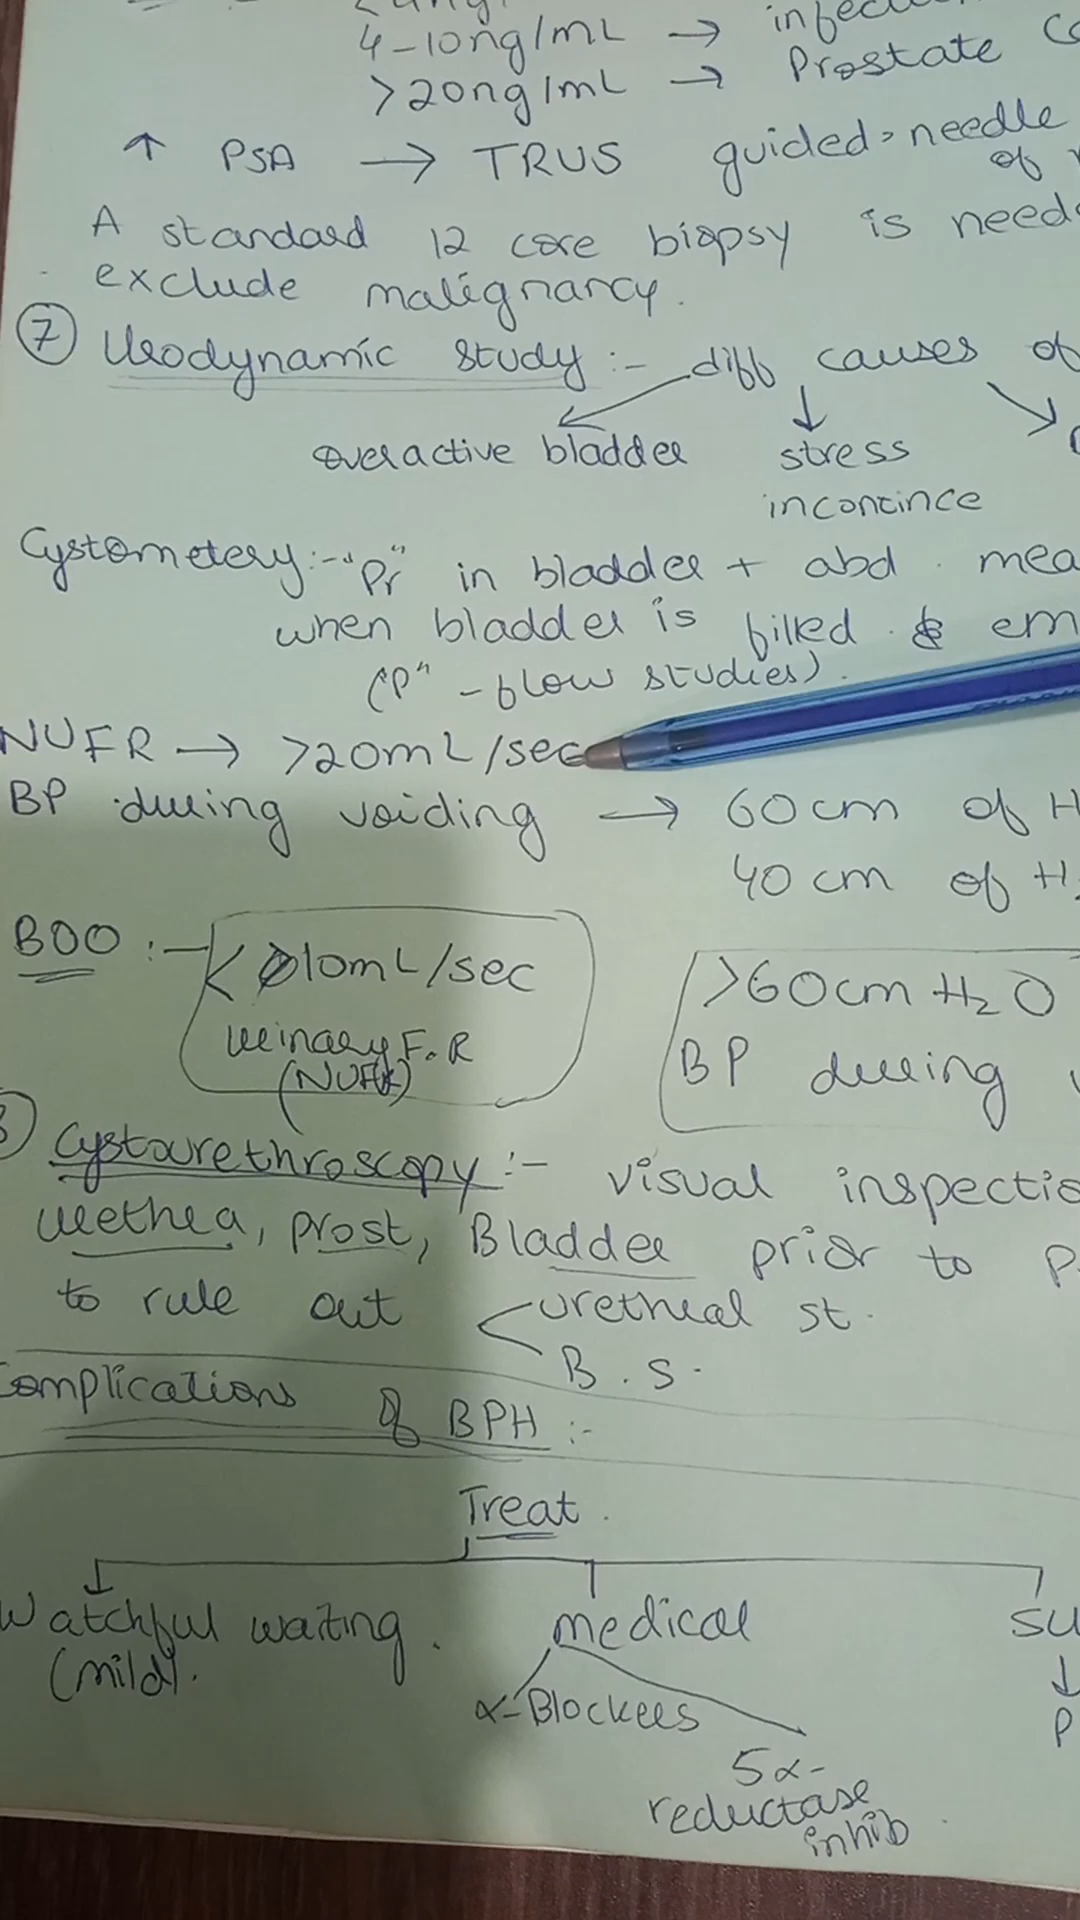 4-10ng/mL →
>20ng/mL → Prostate
↑ PSA → TRUS guided needle
of
A standard 12 core biopsy is need
exclude malignancy.
7 Urodynamic study :- diff causes of
overactive bladder stress
incontince
Cystometery :- "Pr" in bladder + abd. mea
when bladder is filled & em
("P" - flow studies).
NUFR → >20mL/sec
BP during voiding → 60cm of H
40 cm of H
BOO :- < 10mL/sec >60cm H₂O
Urinary F.R BP during
(NUFR)
Cystourethroscopy :- visual inspectio
urethra, prost, Bladder prior to P
to rule out urethral st.
B.S.
Complications of BPH :-
Treat.
Watchful waiting. medical su
(mild). α-Blockers P
5α-
reductase
inhib